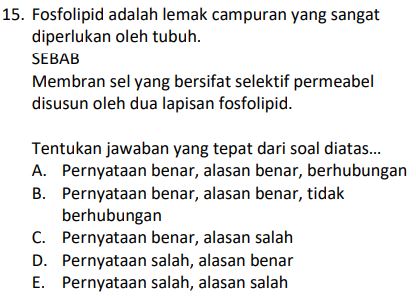 15. Fosfolipid adalah lemak campuran yang sangat
diperlukan oleh tubuh.
SEBAB
Membran sel yang bersifat selektif permeabel
disusun oleh dua lapisan fosfolipid.
Tentukan jawaban yang tepat dari soal diatas...
A. Pernyataan benar, alasan benar, berhubungan
B. Pernyataan benar, alasan benar, tidak
berhubungan
C. Pernyataan benar, alasan salah
D. Pernyataan salah, alasan benar
E. Pernyataan salah, alasan salah